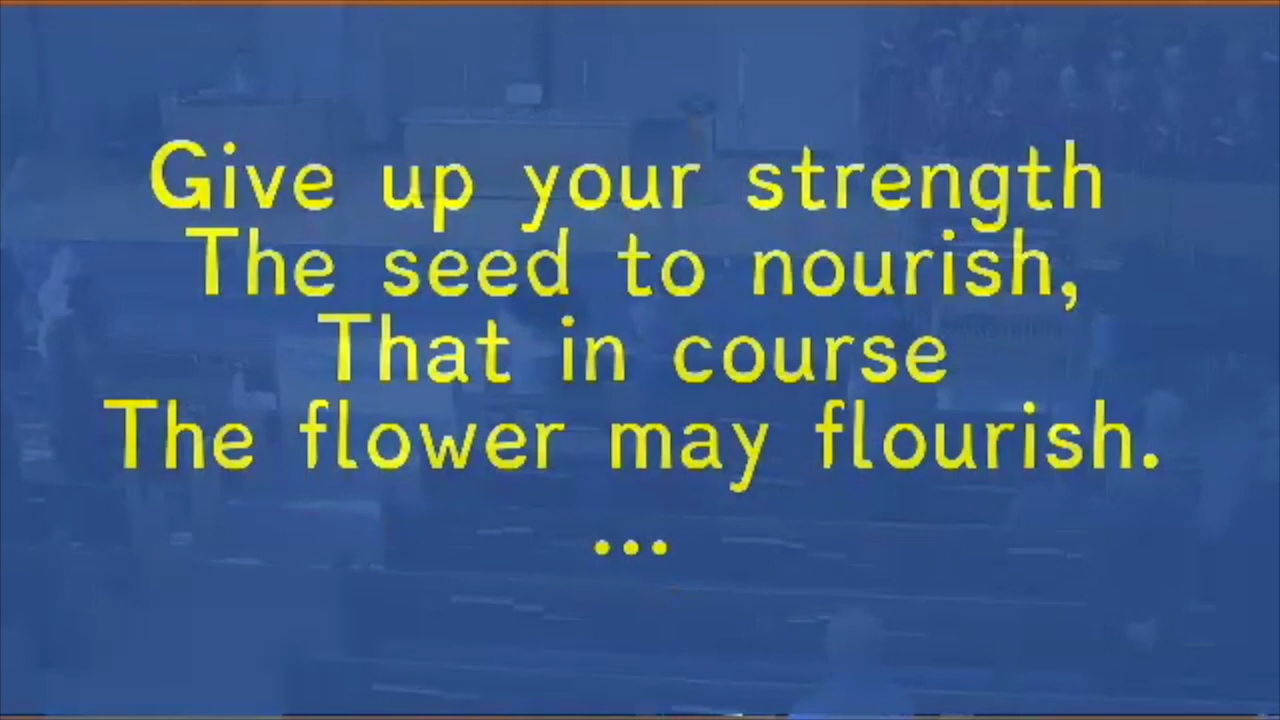 Give up your strength
The seed to nourish,
That in course
The flower may flourish.
...